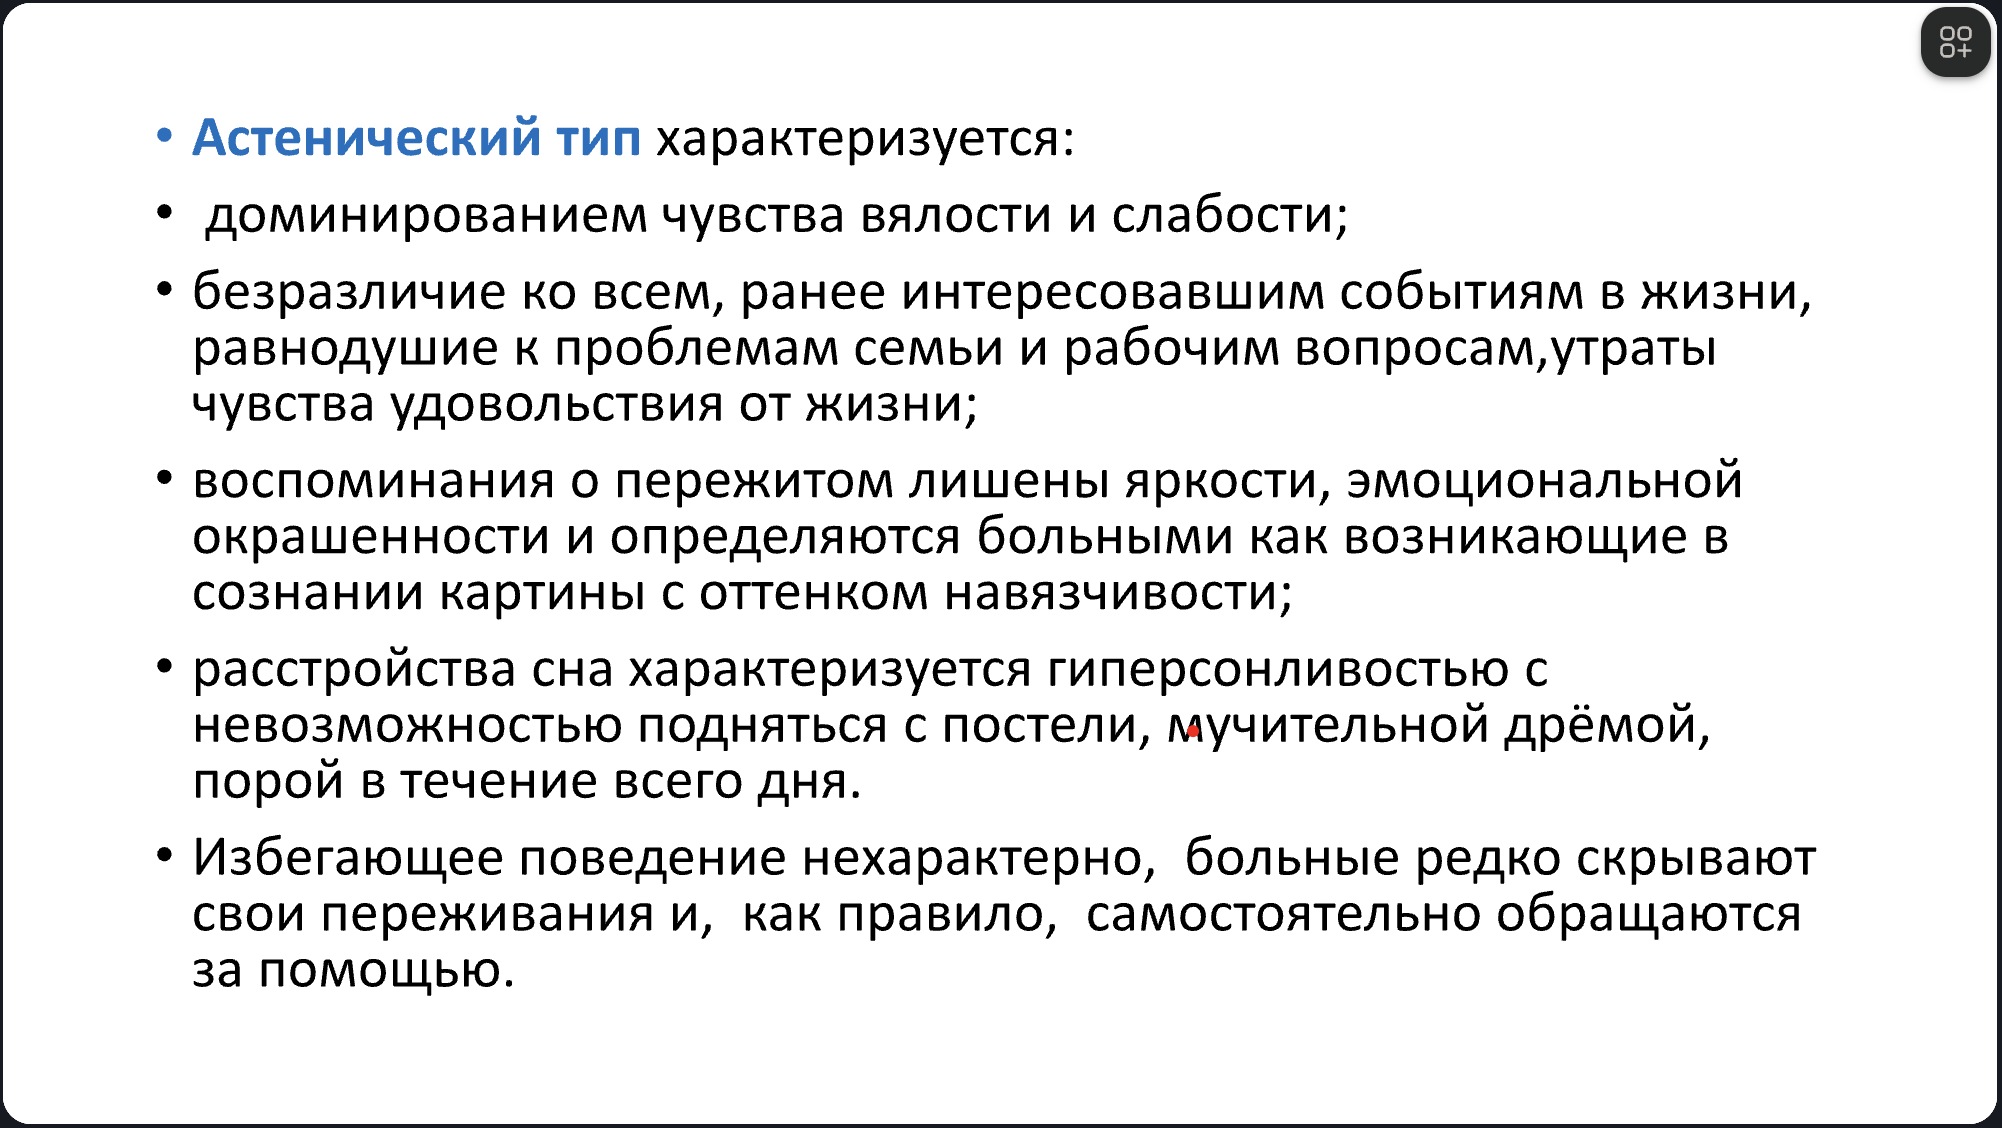 • Астенический тип характеризуется:
• доминированием чувства вялости и слабости;
• безразличие ко всем, ранее интересовавшим событиям в жизни,
равнодушие к проблемам семьи и рабочим вопросам,утраты
чувства удовольствия от жизни;
• воспоминания о пережитом лишены яркости, эмоциональной
окрашенности и определяются больными как возникающие в
сознании картины с оттенком навязчивости;
• расстройства сна характеризуется гиперсонливостью с
невозможностью подняться с постели, мучительной дрёмой,
порой в течение всего дня.
• Избегающее поведение нехарактерно,  больные редко скрывают
свои переживания и,  как правило,  самостоятельно обращаются
за помощью.